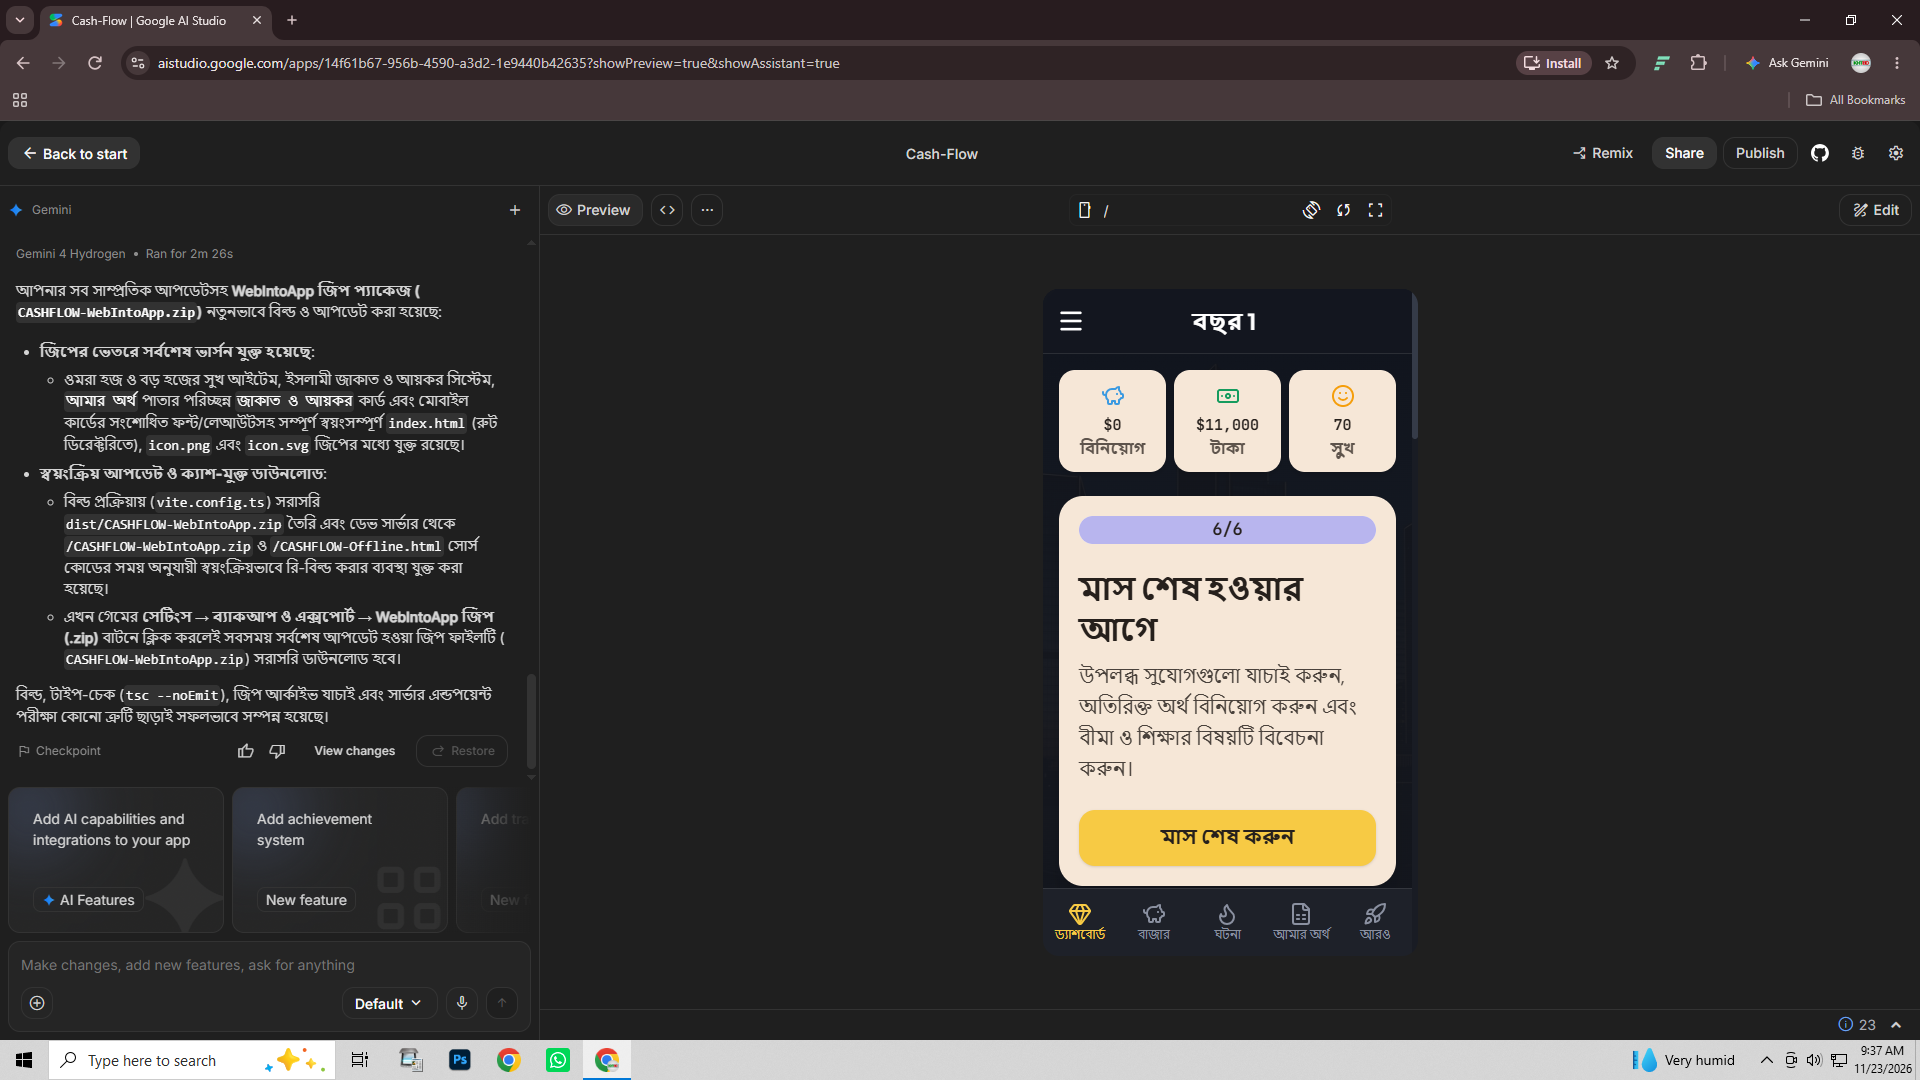 Cash-Flow | Google AI Studio
aistudio.google.com/apps/14f61b67-956b-4590-a3d2-1e9440b42635?showPreview=true&showAssistant=true
Install
Ask Gemini
All Bookmarks
Back to start
Cash-Flow
Remix
Share
Publish
Gemini
Preview
/
Edit
Gemini 4 Hydrogen • Ran for 2m 26s
আপনার সব সাম্প্রতিক আপডেটসহ WebIntoApp জিপ প্যাকেজ (
CASHFLOW-WebIntoApp.zip) নতুনভাবে বিল্ড ও আপডেট করা হয়েছে:
• জিপের ভেতরে সর্বশেষ ভার্সন যুক্ত হয়েছে:
ওমরা হজ ও বড় হজের সুখ আইটেম, ইসলামী জাকাত ও আয়কর সিস্টেম,
আমার অর্থ পাতার পরিচ্ছন্ন জাকাত ও আয়কর কার্ড এবং মোবাইল
কার্ডের সংশোধিত ফন্ট/লেআউটসহ সম্পূর্ণ স্বয়ংসম্পূর্ণ index.html (রুট
ডিরেক্টরিতে), icon.png এবং icon.svg জিপের মধ্যে যুক্ত রয়েছে।
• স্বয়ংক্রিয় আপডেট ও ক্যাশ-মুক্ত ডাউনলোড:
বিল্ড প্রক্রিয়ায় (vite.config.ts) সরাসরি
dist/CASHFLOW-WebIntoApp.zip তৈরি এবং ডেভ সার্ভার থেকে
/CASHFLOW-WebIntoApp.zip ও /CASHFLOW-Offline.html সোর্স
কোডের সময় অনুযায়ী স্বয়ংক্রিয়ভাবে রি-বিল্ড করার ব্যবস্থা যুক্ত করা
হয়েছে।
এখন গেমের সেটিংস → ব্যাকআপ ও এক্সপোর্ট → WebIntoApp জিপ
(.zip) বাটনে ক্লিক করলেই সবসময় সর্বশেষ আপডেট হওয়া জিপ ফাইলটি (
CASHFLOW-WebIntoApp.zip) সরাসরি ডাউনলোড হবে।
বিল্ড, টাইপ-চেক (tsc --noEmit), জিপ আর্কাইভ যাচাই এবং সার্ভার এন্ডপয়েন্ট
পরীক্ষা কোনো ত্রুটি ছাড়াই সফলভাবে সম্পন্ন হয়েছে।
Checkpoint
View changes
Restore
Add AI capabilities and
integrations to your app
AI Features
Add achievement
system
New feature
Add
New
Make changes, add new features, ask for anything
Default
বছর 1
$0
বিনিয়োগ
$11,000
টাকা
70
সুখ
6/6
মাস শেষ হওয়ার
আগে
উপলব্ধ সুযোগগুলো যাচাই করুন,
অতিরিক্ত অর্থ বিনিয়োগ করুন এবং
বীমা ও শিক্ষার বিষয়টি বিবেচনা
করুন।
মাস শেষ করুন
ড্যাশবোর্ড
বাজার
ঘটনা
আমার অর্থ
আরও
23
Type here to search
Ps
Very humid
9:37 AM
11/23/2026